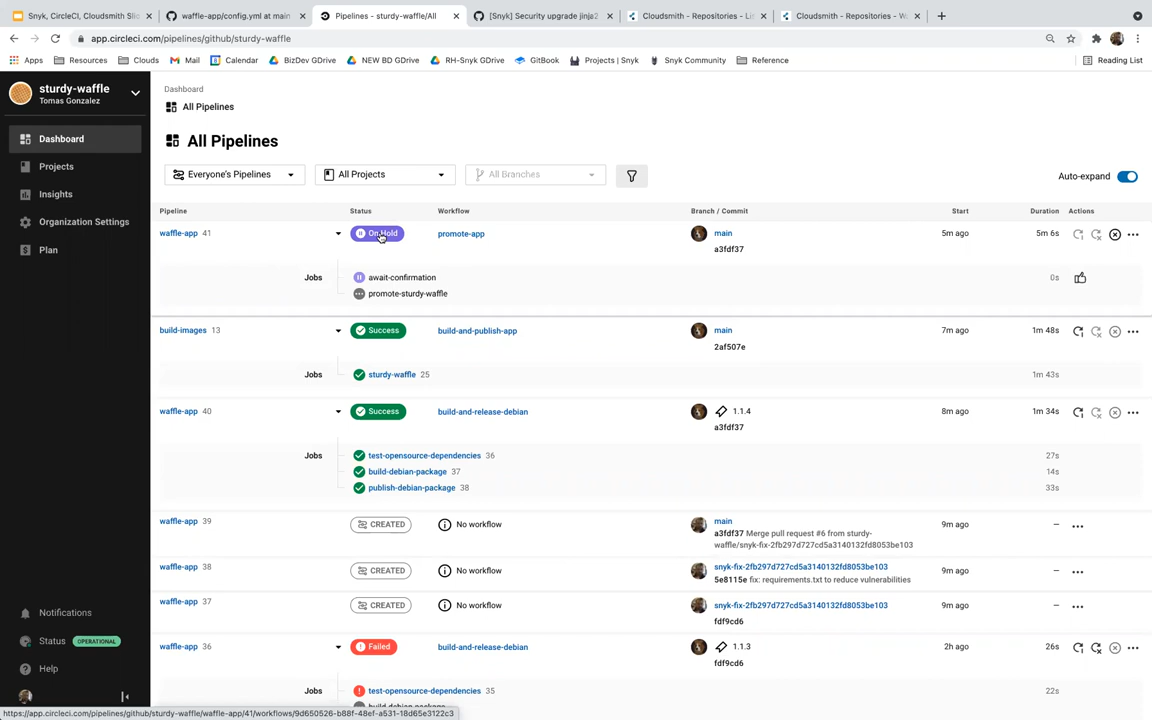 Snyk, CircleCI, Cloudsmith Slid
waffle-app/config.yml at main
Pipelines - sturdy-waffle/All
[Snyk] Security upgrade jinja2
Cloudsmith - Repositories - Li
Cloudsmith - Repositories - W
app.circleci.com/pipelines/github/sturdy-waffle
Apps Resources Clouds Mail Calendar BizDev GDrive NEW BD GDrive RH-Snyk GDrive GitBook Projects | Snyk Snyk Community Reference Reading List
sturdy-waffle
Tomas Gonzalez
Dashboard
Projects
Insights
Organization Settings
Plan
Notifications
Status OPERATIONAL
Help
Dashboard
All Pipelines
All Pipelines
Everyone's Pipelines All Projects All Branches Auto-expand
Pipeline Status Workflow Branch / Commit Start Duration Actions
waffle-app 41 On Hold promote-app main 5m ago 5m 6s
a3fdf37
Jobs await-confirmation 0s
promote-sturdy-waffle
build-images 13 Success build-and-publish-app main 7m ago 1m 48s
2af507e
Jobs sturdy-waffle 25 1m 43s
waffle-app 40 Success build-and-release-debian 1.1.4 8m ago 1m 34s
a3fdf37
Jobs test-opensource-dependencies 36 27s
build-debian-package 37 14s
publish-debian-package 38 33s
waffle-app 39 CREATED No workflow main 9m ago –
a3fdf37 Merge pull request #6 from sturdy-
waffle/snyk-fix-2fb297d727cd5a3140132fd8053be103
waffle-app 38 CREATED No workflow snyk-fix-2fb297d727cd5a3140132fd8053be103 9m ago –
5e8115e fix: requirements.txt to reduce vulnerabilities
waffle-app 37 CREATED No workflow snyk-fix-2fb297d727cd5a3140132fd8053be103 9m ago –
fdf9cd6
waffle-app 36 Failed build-and-release-debian 1.1.3 2h ago 26s
fdf9cd6
Jobs test-opensource-dependencies 35 22s
build-debian-package
https://app.circleci.com/pipelines/github/sturdy-waffle/waffle-app/41/workflows/9d650526-b88f-48ef-a531-18d65e3122c3